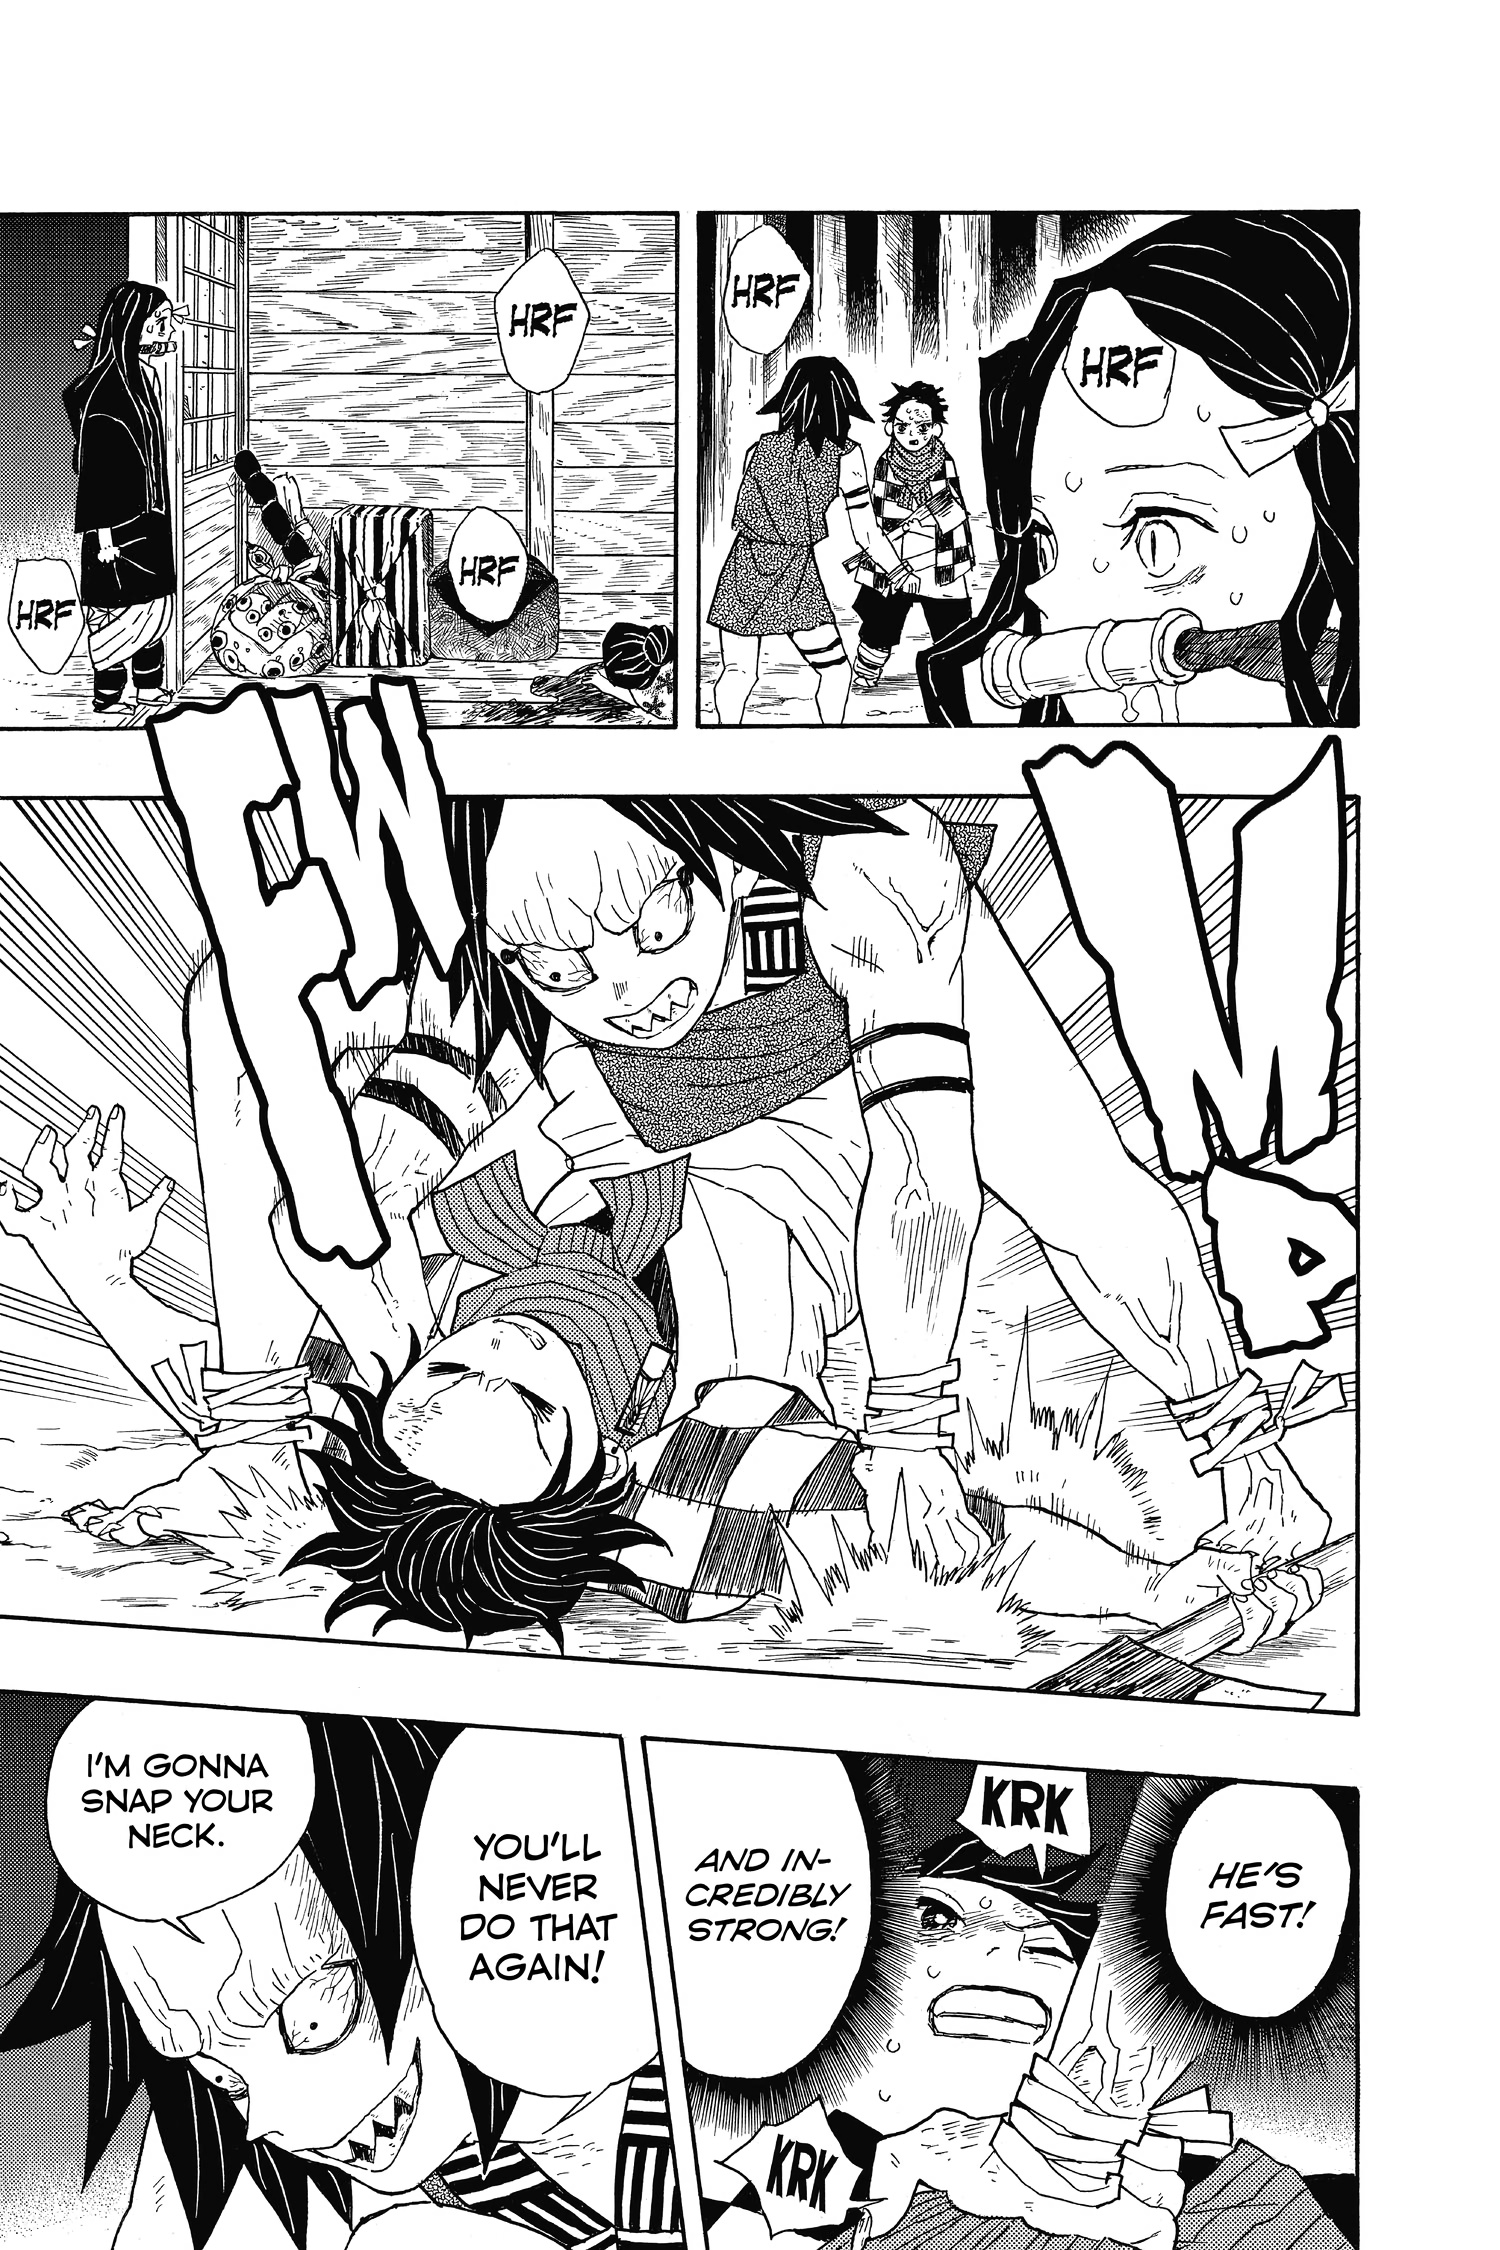 HRF
HRF
HRF
HRF
HRF
FWMP
HE'S
FAST!
KRK
AND IN-
CREDIBLY
STRONG!
KRK
YOU'LL
NEVER
DO THAT
AGAIN!
I'M GONNA
SNAP YOUR
NECK.